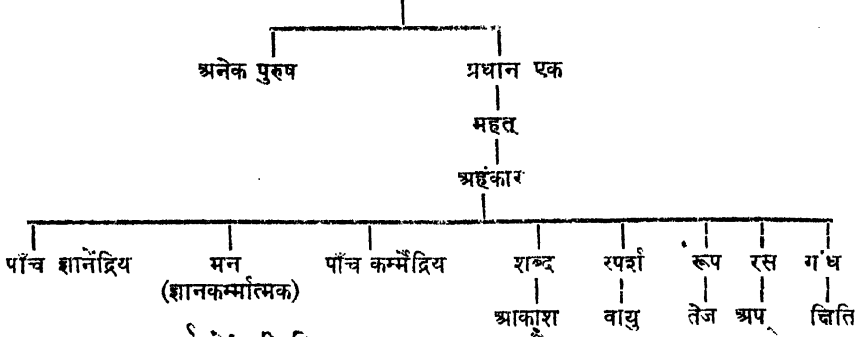 अनेक पुरुष प्रधान एक
महत्
अहंकार
पाँच ज्ञानेंद्रिय मन पाँच कर्म्मेंद्रिय शब्द स्पर्श रूप रस गंध
(ज्ञानकर्म्मात्मक)
आकाश वायु तेज अप् क्षिति